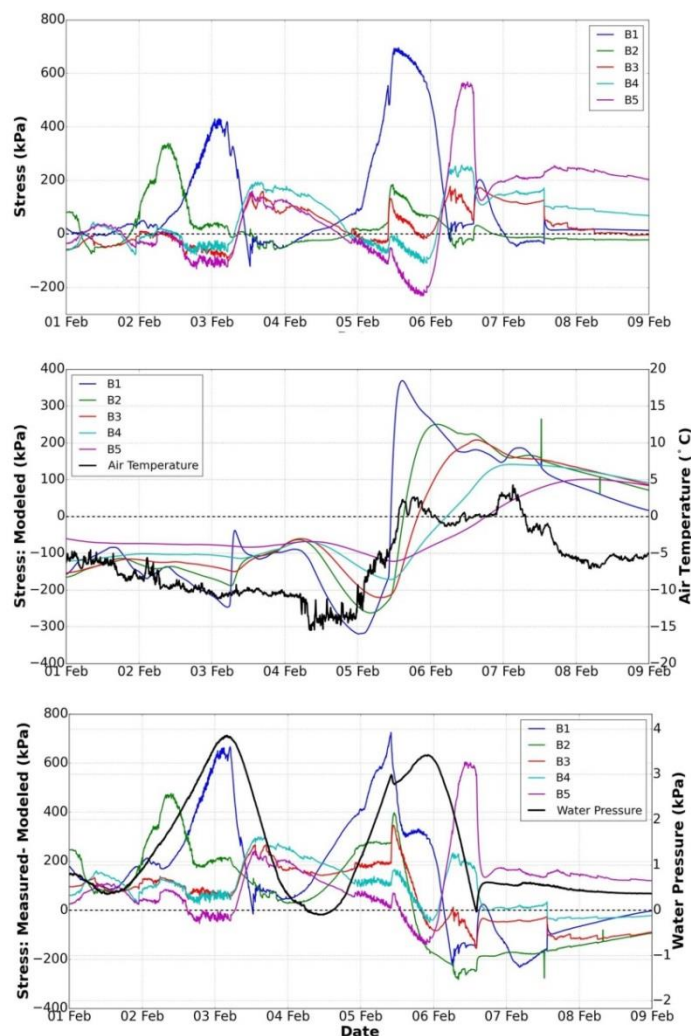 Stress (kPa)
800
600
400
200
0
−200
B1
B2
B3
B4
B5
01 Feb 02 Feb 03 Feb 04 Feb 05 Feb 06 Feb 07 Feb 08 Feb 09 Feb
Stress: Modeled (kPa)
400
300
200
100
0
−100
−200
−300
−400
B1
B2
B3
B4
B5
Air Temperature
20
15
10
5
0
−5
−10
−15
−20
Air Temperature (°C)
01 Feb 02 Feb 03 Feb 04 Feb 05 Feb 06 Feb 07 Feb 08 Feb 09 Feb
Stress: Measured- Modeled (kPa)
800
600
400
200
0
−200
−400
B1
B2
B3
B4
B5
Water Pressure
4
3
2
1
0
−1
−2
Water Pressure (kPa)
01 Feb 02 Feb 03 Feb 04 Feb 05 Feb 06 Feb 07 Feb 08 Feb 09 Feb
Date